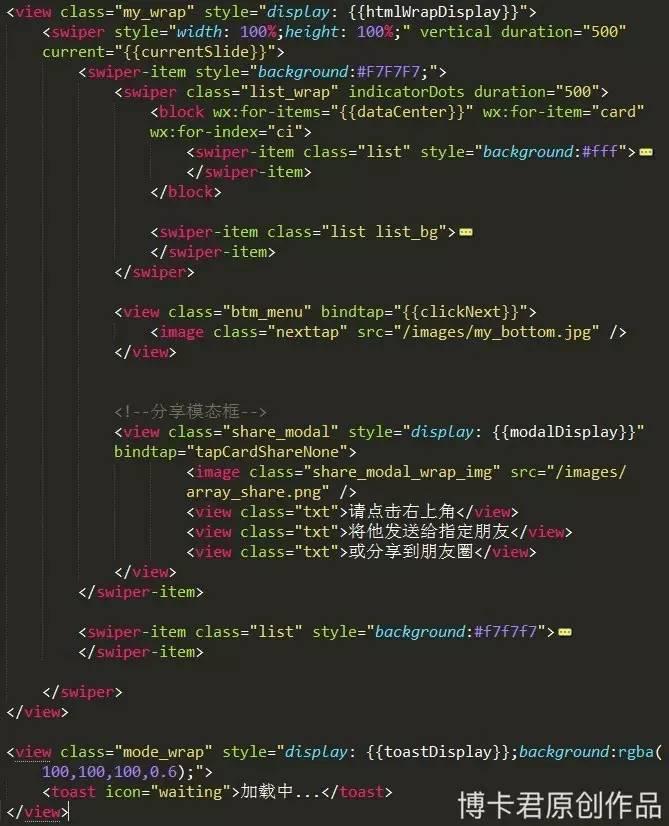 <view class="my_wrap" style="display: {{htmlWrapDisplay}}">
<swiper style="width: 100%;height: 100%;" vertical duration="500"
current="{{currentSlide}}">
<swiper-item style="background:#F7F7F7;">
<swiper class="list_wrap" indicatorDots duration="500">
<block wx:for-items="{{dataCenter}}" wx:for-item="card"
wx:for-index="ci">
<swiper-item class="list" style="background:#fff">
</swiper-item>
</block>
<swiper-item class="list list_bg">
</swiper-item>
</swiper>
<view class="btm_menu" bindtap="{{clickNext}}">
<image class="nexttap" src="/images/my_bottom.jpg" />
</view>
<!--分享模态框-->
<view class="share_modal" style="display: {{modalDisplay}}"
bindtap="tapCardShareNone">
<image class="share_modal_wrap_img" src="/images/
array_share.png" />
<view class="txt">请点击右上角</view>
<view class="txt">将他发送给指定朋友</view>
<view class="txt">或分享到朋友圈</view>
</view>
</swiper-item>
<swiper-item class="list" style="background:#f7f7f7">
</swiper-item>
</swiper>
</view>
<view class="mode_wrap" style="display: {{toastDisplay}};background:rgba(
100,100,100,0.6);">
<toast icon="waiting">加载中...</toast>
</view>
博卡君原创作品